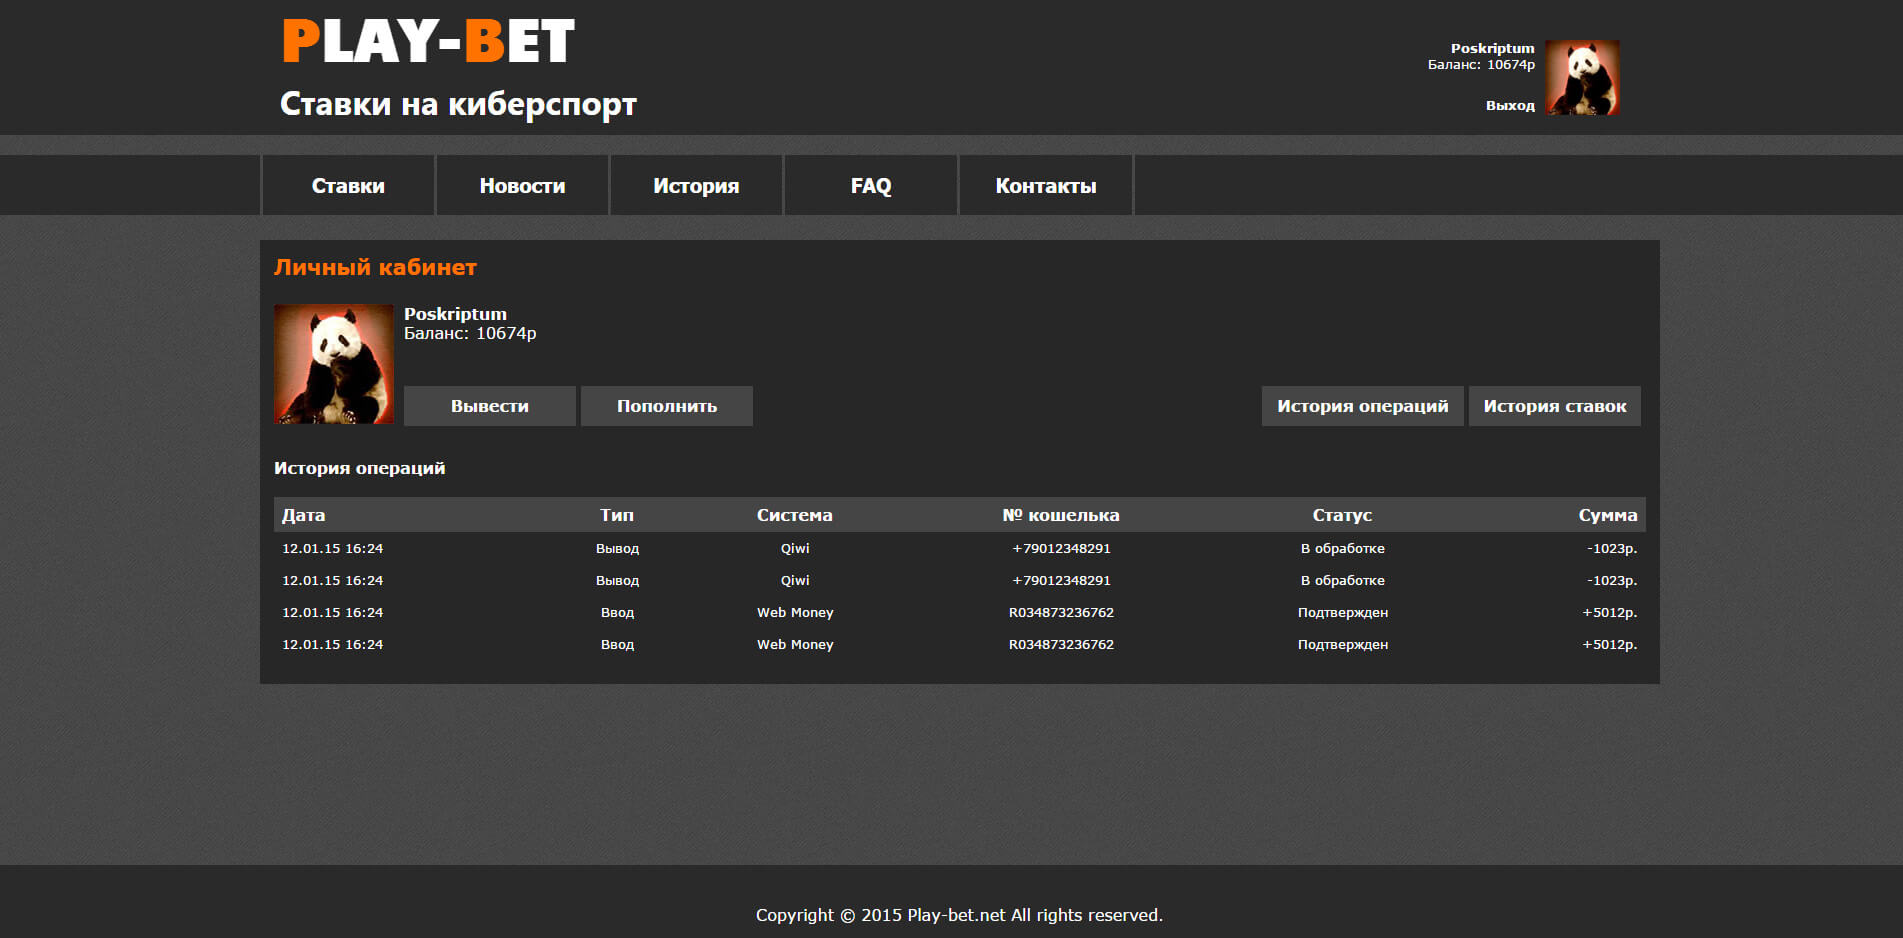 PLAY-BET
Ставки на киберспорт
Poskriptum
Баланс: 10674р
Выход
Ставки Новости История FAQ Контакты
Личный кабинет
Poskriptum
Баланс: 10674р
Вывести Пополнить История операций История ставок
История операций
Дата Тип Система № кошелька Статус Сумма
12.01.15 16:24 Вывод Qiwi +79012348291 В обработке -1023р.
12.01.15 16:24 Вывод Qiwi +79012348291 В обработке -1023р.
12.01.15 16:24 Ввод Web Money R034873236762 Подтвержден +5012р.
12.01.15 16:24 Ввод Web Money R034873236762 Подтвержден +5012р.
Copyright © 2015 Play-bet.net All rights reserved.